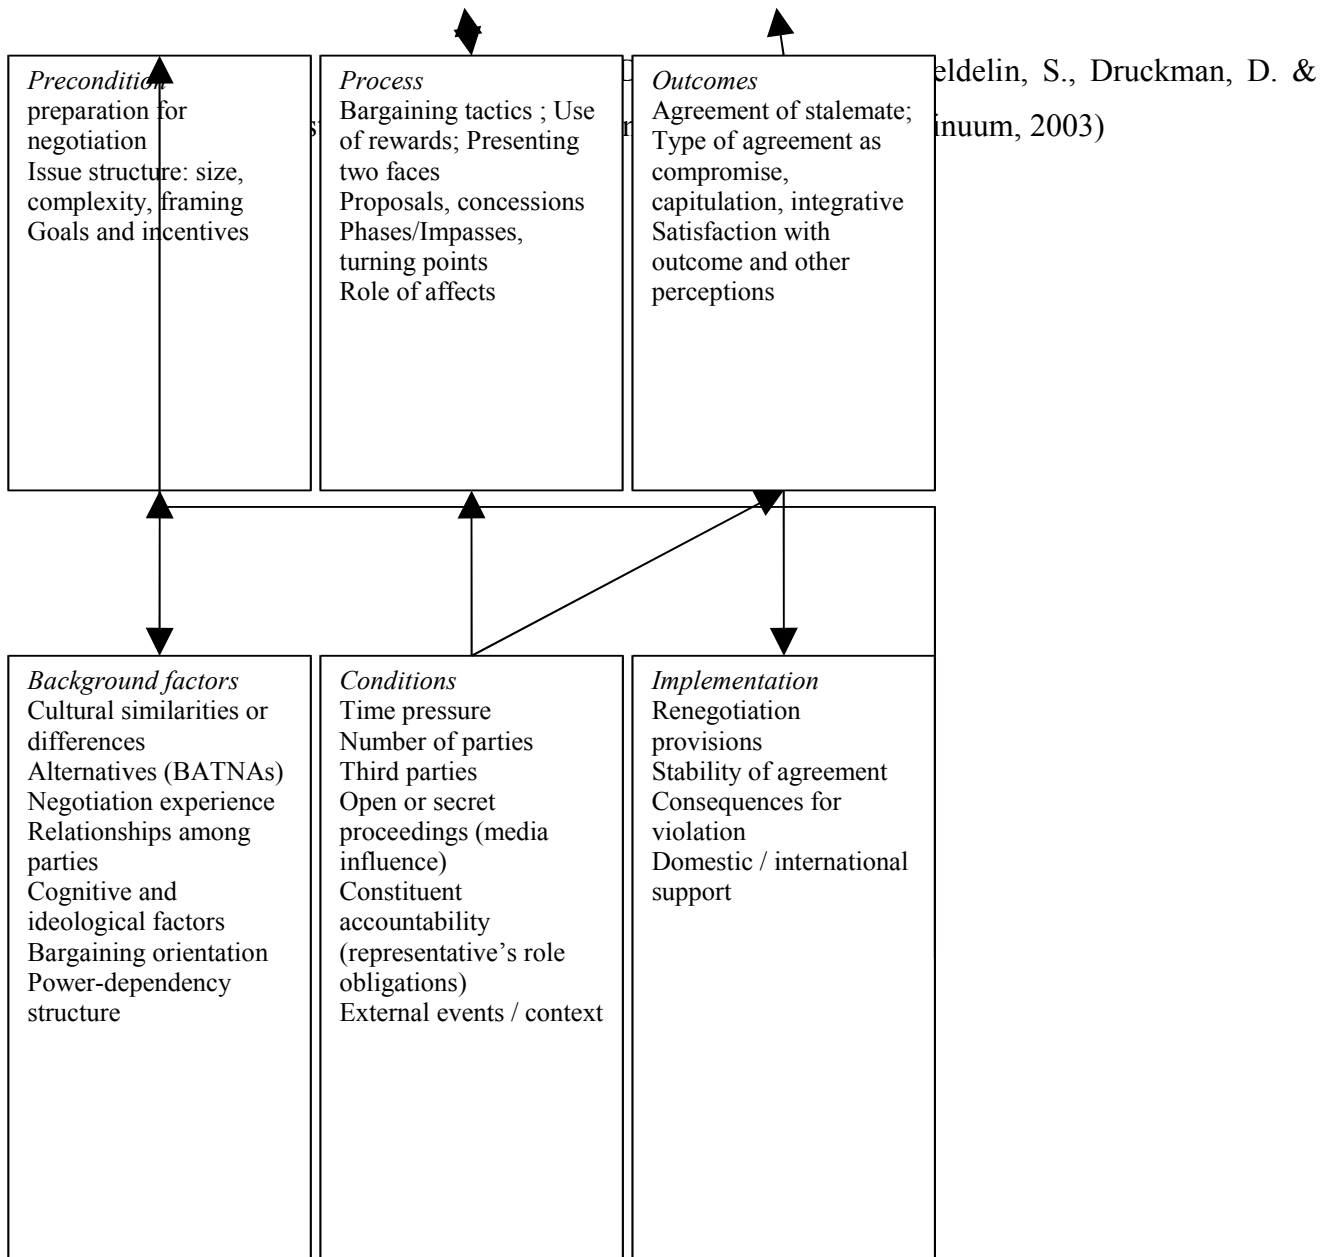 Precondition
preparation for
negotiation
Issue structure: size,
complexity, framing
Goals and incentives
Process
Bargaining tactics ; Use
of rewards; Presenting
two faces
Proposals, concessions
Phases/Impasses,
turning points
Role of affects
Outcomes
Agreement of stalemate;
Type of agreement as
compromise,
capitulation, integrative
Satisfaction with
outcome and other
perceptions
eldelin, S., Druckman, D. &
inuum, 2003)
Background factors
Cultural similarities or
differences
Alternatives (BATNAs)
Negotiation experience
Relationships among
parties
Cognitive and
ideological factors
Bargaining orientation
Power-dependency
structure
Conditions
Time pressure
Number of parties
Third parties
Open or secret
proceedings (media
influence)
Constituent
accountability
(representative’s role
obligations)
External events / context
Implementation
Renegotiation
provisions
Stability of agreement
Consequences for
violation
Domestic / international
support